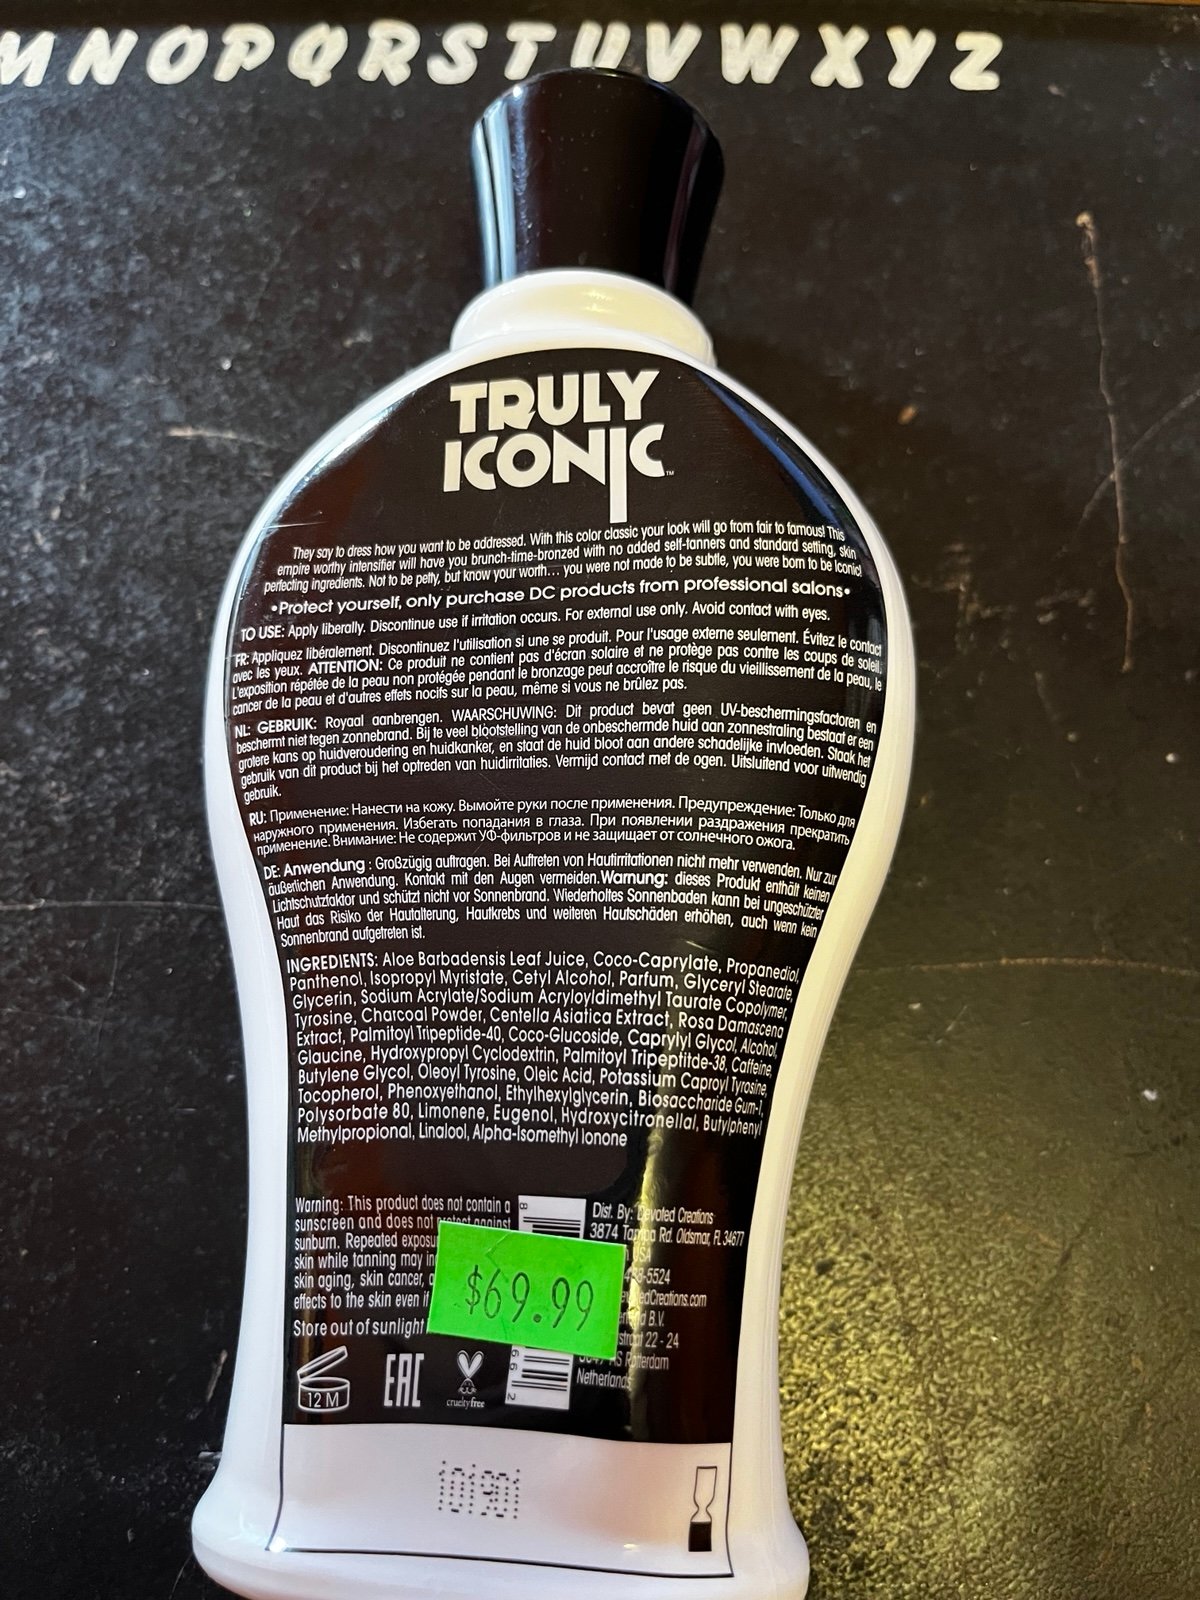 MNOPQRSTUVWXYZ
TRULY
ICONIC™
They say to dress how you want to be addressed. With this color classic your look will go from fair to famous! This
empire worthy intensifier will have you brunch-time-bronzed with no added self-tanners and standard setting, skin
perfecting ingredients. Not to be petty, but know your worth... you were not made to be subtle, you were born to be Iconic!
•Protect yourself, only purchase DC products from professional salons•
TO USE: Apply liberally. Discontinue use if irritation occurs. For external use only. Avoid contact with eyes.
FR: Appliquez libéralement. Discontinuez l'utilisation si une se produit. Pour l'usage externe seulement. Évitez le contact
avec les yeux. ATTENTION: Ce produit ne contient pas d'écran solaire et ne protège pas contre les coups de soleil.
L'exposition répétée de la peau non protégée pendant le bronzage peut accroître le risque du vieillissement de la peau, le
cancer de la peau et d'autres effets nocifs sur la peau, même si vous ne brûlez pas.
NL: GEBRUIK: Royaal aanbrengen. WAARSCHUWING: Dit product bevat geen UV-beschermingsfactoren en
beschermt niet tegen zonnebrand. Bij te veel blootstelling van de onbeschermde huid aan zonnestraling bestaat er een
grotere kans op huidveroudering en huidkanker, en staat de huid bloot aan andere schadelijke invloeden. Staak het
gebruik van dit product bij het optreden van huidirritaties. Vermijd contact met de ogen. Uitsluitend voor uitwendig
gebruik.
RU: Применение: Нанести на кожу. Вымойте руки после применения. Предупреждение: Только для
наружного применения. Избегать попадания в глаза. При появлении раздражения прекратить
применение. Внимание: Не содержит УФ-фильтров и не защищает от солнечного ожога.
DE: Anwendung : Großzügig auftragen. Bei Auftreten von Hautirritationen nicht mehr verwenden. Nur zur
äußerlichen Anwendung. Kontakt mit den Augen vermeiden. Warnung: dieses Produkt enthält keinen
Lichtschutzfaktor und schützt nicht vor Sonnenbrand. Wiederholtes Sonnenbaden kann bei ungeschützter
Haut das Risiko der Hautalterung, Hautkrebs und weiteren Hautschäden erhöhen, auch wenn kein
Sonnenbrand aufgetreten ist.
INGREDIENTS: Aloe Barbadensis Leaf Juice, Coco-Caprylate, Propanediol,
Panthenol, Isopropyl Myristate, Cetyl Alcohol, Parfum, Glyceryl Stearate,
Glycerin, Sodium Acrylate/Sodium Acryloyldimethyl Taurate Copolymer,
Tyrosine, Charcoal Powder, Centella Asiatica Extract, Rosa Damascena
Extract, Palmitoyl Tripeptide-40, Coco-Glucoside, Caprylyl Glycol, Alcohol,
Glaucine, Hydroxypropyl Cyclodextrin, Palmitoyl Tripeptitde-38, Caffeine,
Butylene Glycol, Oleoyl Tyrosine, Oleic Acid, Potassium Caproyl Tyrosine,
Tocopherol, Phenoxyethanol, Ethylhexylglycerin, Biosaccharide Gum-1,
Polysorbate 80, Limonene, Eugenol, Hydroxycitronellal, Butylphenyl
Methylpropional, Linalool, Alpha-Isomethyl Ionone
Warning: This product does not contain a
sunscreen and does not protect against
sunburn. Repeated
skin while tanning may
skin aging, skin cancer,
effects to the skin even if
Store out of sunlight
12 M
EAC
crueltyfree
8
66 2
$69.99
Dist. By: Devoted Creations
3874 Tampa Rd. Oldsmar, FL 34677
USA
-5524
B.V.
22 - 24
Rotterdam
Netherlands
101901